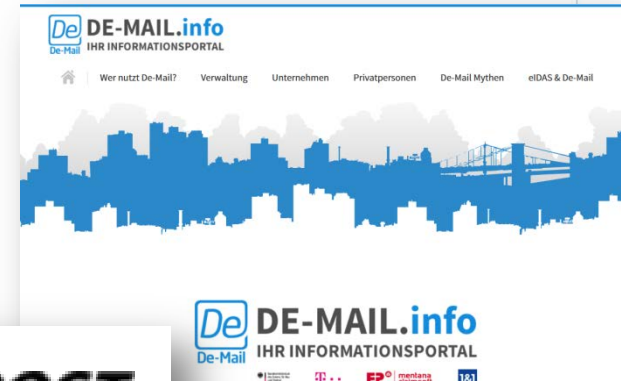 De DE-MAIL.info
De-Mail IHR INFORMATIONSPORTAL
Wer nutzt De-Mail? Verwaltung Unternehmen Privatpersonen De-Mail Mythen eIDAS & De-Mail
De DE-MAIL.info
De-Mail IHR INFORMATIONSPORTAL
mentana
1&1